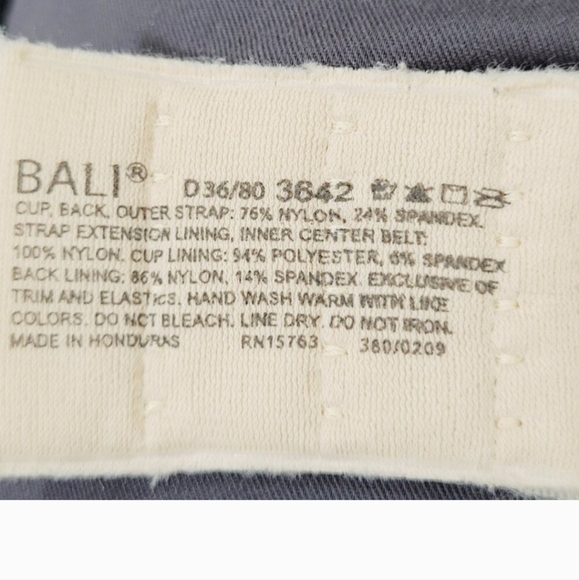 BALI® D36/80 3642
CUP, BACK, OUTER STRAP: 76% NYLON, 24% SPANDEX.
STRAP EXTENSION LINING, INNER CENTER BELT:
100% NYLON. CUP LINING: 94% POLYESTER, 6% SPANDEX
BACK LINING: 86% NYLON, 14% SPANDEX. EXCLUSIVE OF
TRIM AND ELASTICS. HAND WASH WARM WITH LIKE
COLORS. DO NOT BLEACH. LINE DRY. DO NOT IRON.
MADE IN HONDURAS RN15763 380/0209